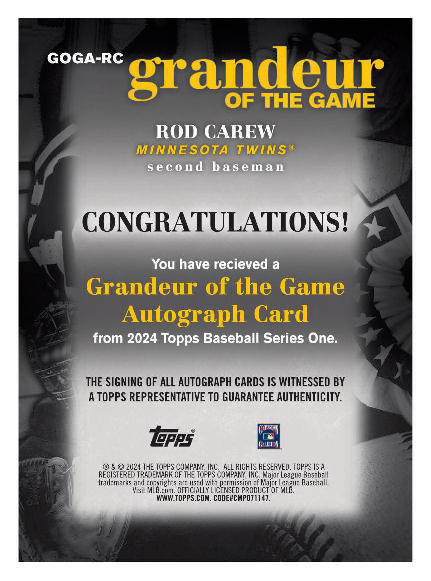 GOGA-RC
grandeur
OF THE GAME
ROD CAREW
MINNESOTA TWINS®
second baseman
CONGRATULATIONS!
You have recieved a
Grandeur of the Game
Autograph Card
from 2024 Topps Baseball Series One.
THE SIGNING OF ALL AUTOGRAPH CARDS IS WITNESSED BY
A TOPPS REPRESENTATIVE TO GUARANTEE AUTHENTICITY.
Topps®
® & © 2024 THE TOPPS COMPANY, INC. ALL RIGHTS RESERVED. TOPPS IS A
REGISTERED TRADEMARK OF THE TOPPS COMPANY, INC. Major League Baseball
trademarks and copyrights are used with permission of Major League Baseball.
Visit MLB.com. OFFICIALLY LICENSED PRODUCT OF MLB.
WWW.TOPPS.COM. CODE#CMP071147.